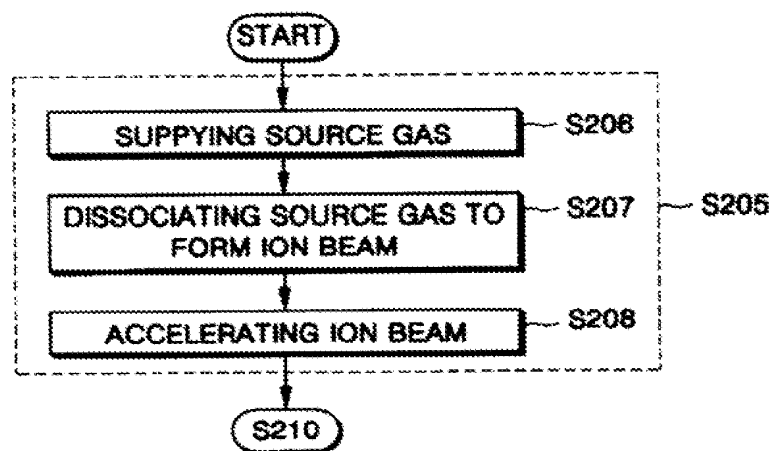 START
SUPPYING SOURCE GAS
S206
DISSOCIATING SOURCE GAS TO
FORM ION BEAM
S207
S205
ACCELERATING ION BEAM
S208
S210